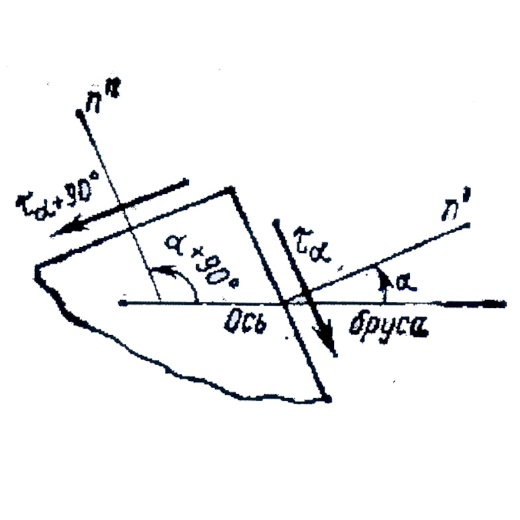 n"
τα+90°
α+90°
τα
n'
α
Ось
бруса